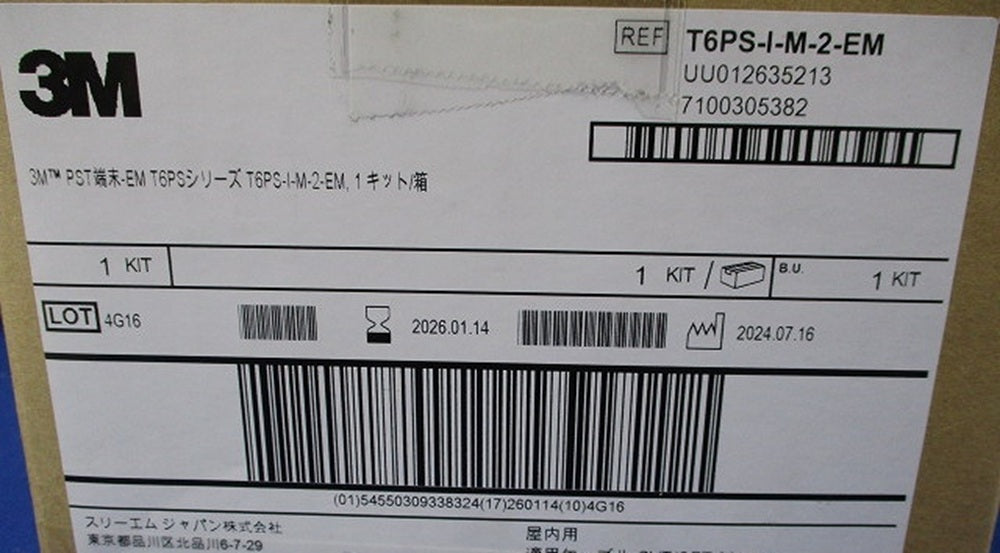 3M
REF T6PS-I-M-2-EM
UU012635213
7100305382
3M™ PST端末-EM T6PSシリーズ T6PS-I-M-2-EM, 1 キット/箱
1 KIT
1 KIT /
B.U. 1 KIT
LOT 4G16
2026.01.14
2024.07.16
(01)54550309338324(17)260114(10)4G16
スリーエム ジャパン株式会社
東京都品川区北品川6-7-29
屋内用